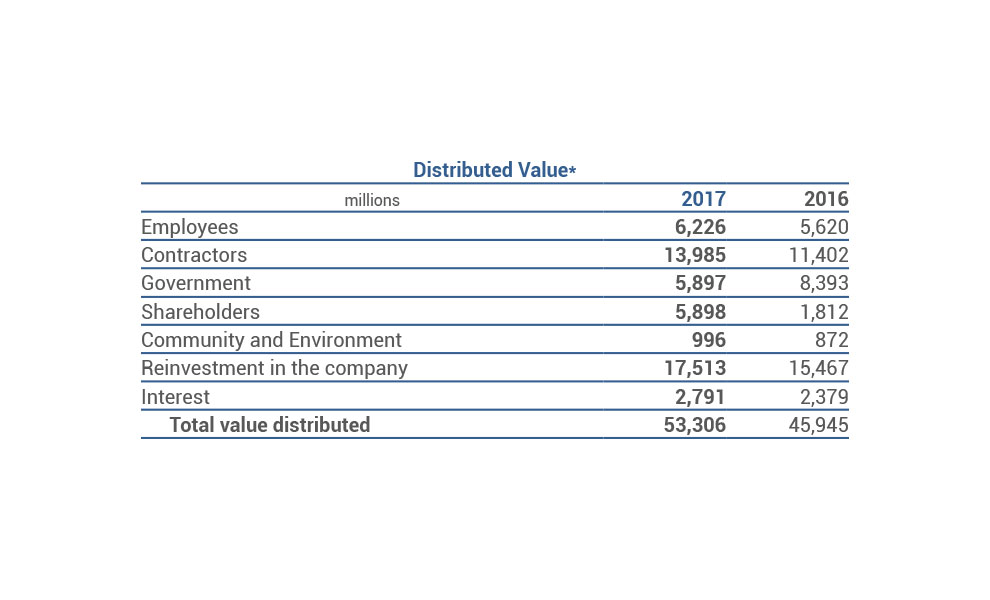 Distributed Value*
millions 2017 2016
Employees 6,226 5,620
Contractors 13,985 11,402
Government 5,897 8,393
Shareholders 5,898 1,812
Community and Environment 996 872
Reinvestment in the company 17,513 15,467
Interest 2,791 2,379
Total value distributed 53,306 45,945